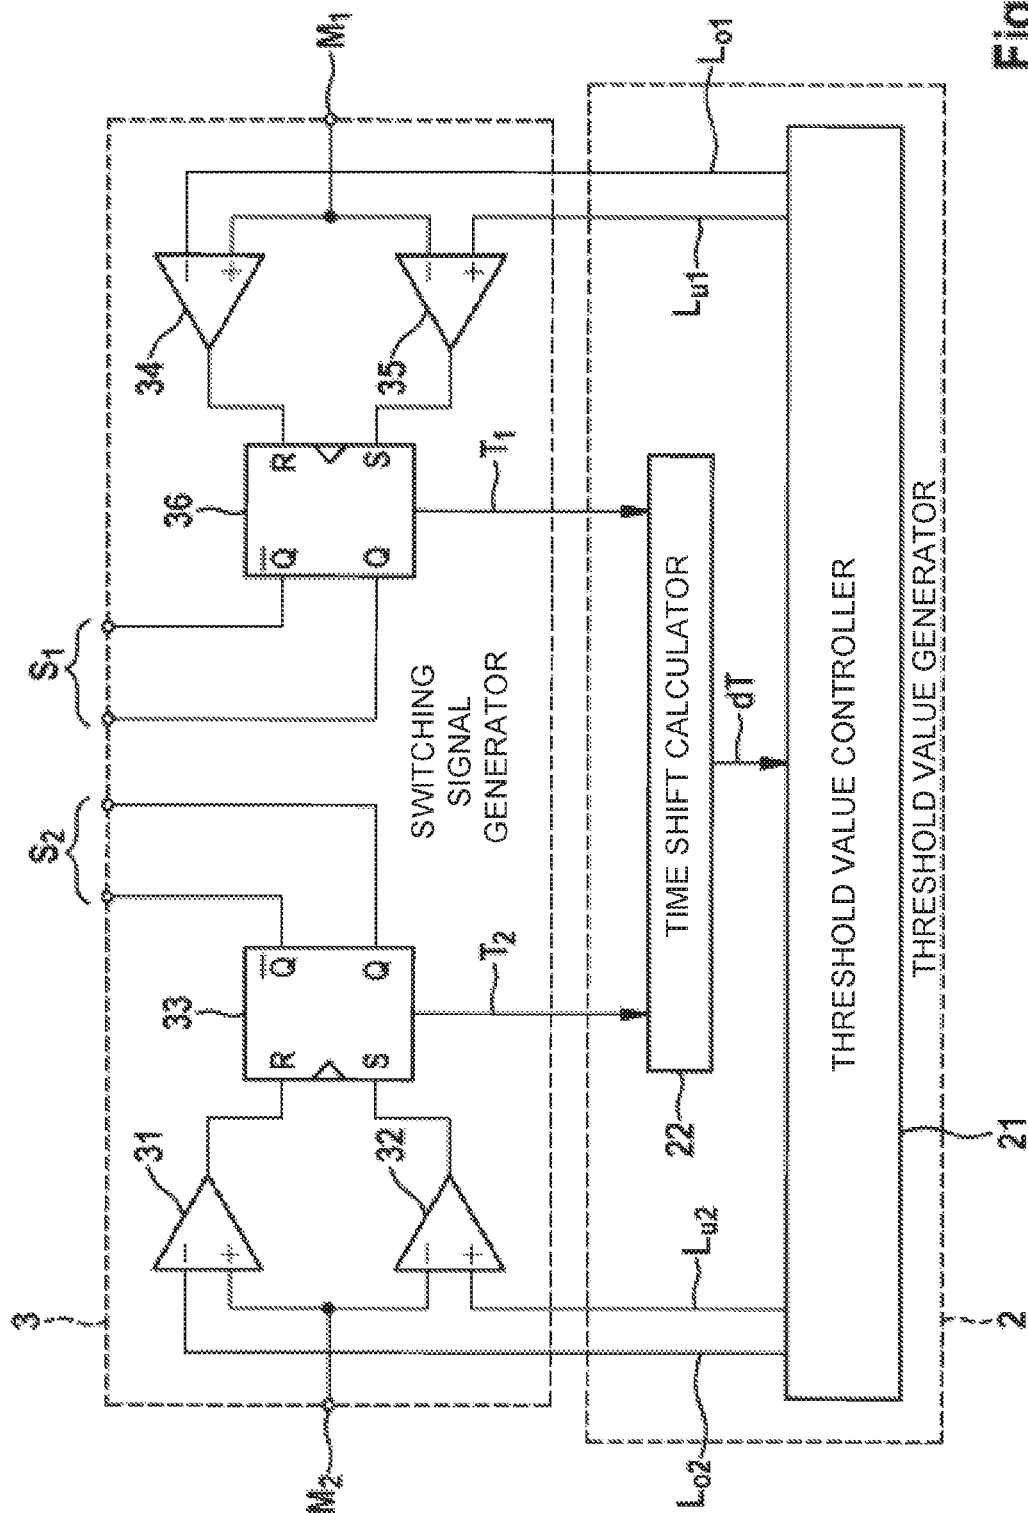 3
M₂
31
32
33
R
S
Q̅
Q
S₂
S₁
SWITCHING
SIGNAL
GENERATOR
T₂
T₁
36
Q̅
Q
R
S
34
35
M₁
-
+
-
+
-
+
-
+
Lo2
Lu2
Lu1
Lo1
22
TIME SHIFT CALCULATOR
dT
THRESHOLD VALUE CONTROLLER
21
THRESHOLD VALUE GENERATOR
2
Fig